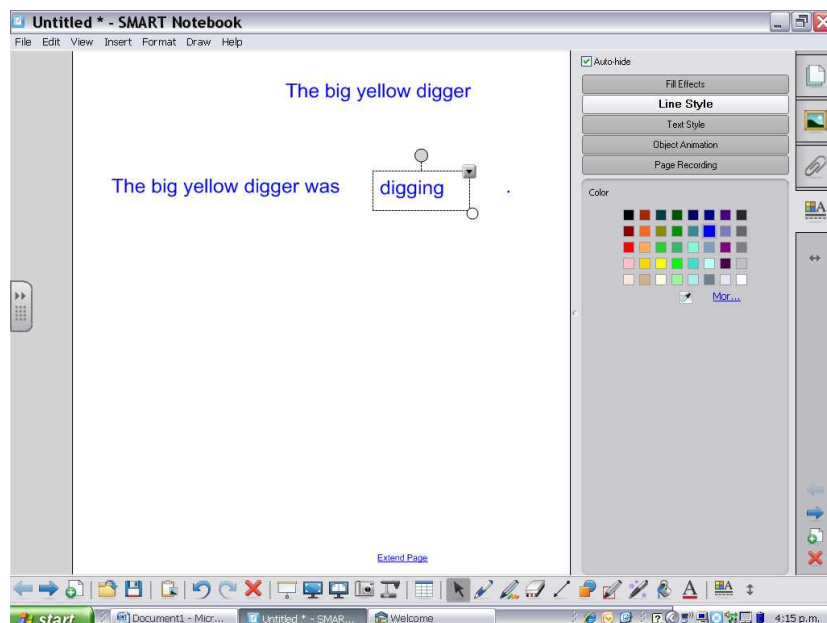 Untitled * - SMART Notebook
File Edit View Insert Format Draw Help
The big yellow digger
The big yellow digger was digging .
Extend Page
Auto-hide
Fill Effects
Line Style
Text Style
Object Animation
Page Recording
Color
Mor...
A
A
A
start
Document1 - Micr...
Untitled * - SMAR...
Welcome
4:15 p.m.